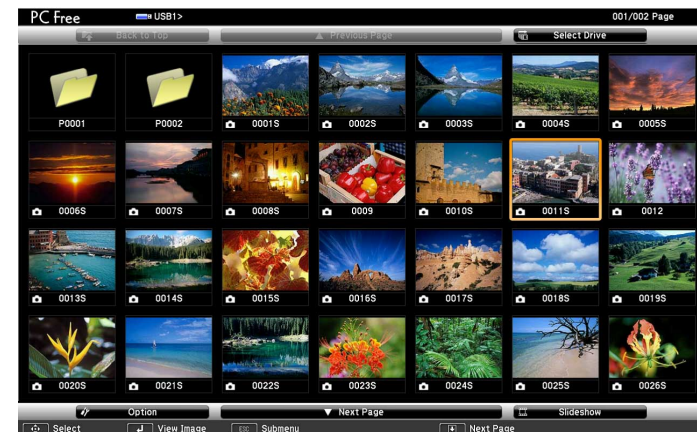 PC Free USB1> 001/002 Page
Back to Top Previous Page Select Drive
P0001 P0002 0001S 0002S 0003S 0004S 0005S
0006S 0007S 0008S 0009 0010S 0011S 0012
0013S 0014S 0015S 0016S 0017S 0018S 0019S
0020S 0021S 0022S 0023S 0024S 0025S 0026S
Option Next Page Slideshow
Select View Image ESC Submenu Next Page